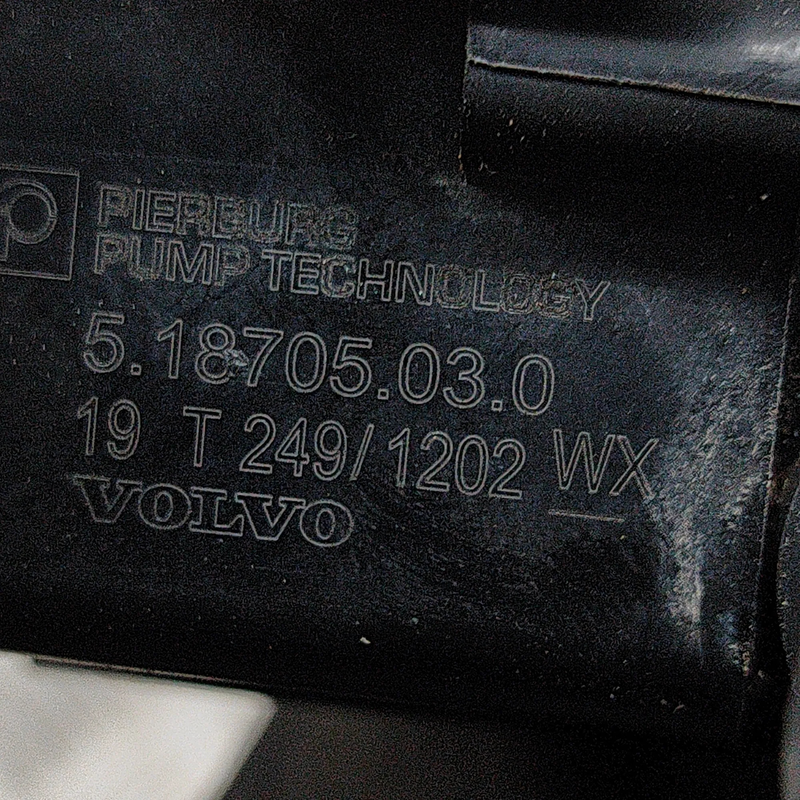 PIERBURG
PUMP TECHNOLOGY
5.18705.03.0
19 T 249/1202 WX
VOLVO